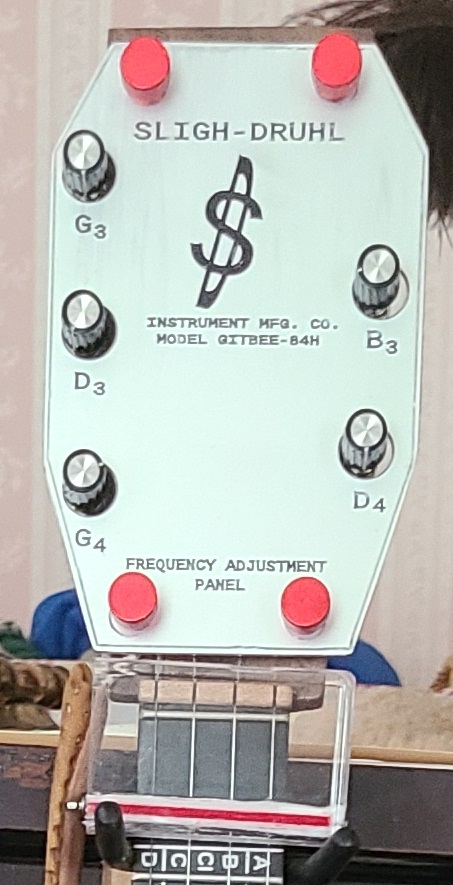 SLIGH-DRUHL
$
G3
INSTRUMENT MFG. CO.
MODEL GITBEE-84H
B3
D3
D4
G4
FREQUENCY ADJUSTMENT
PANEL
D C C♯ B A